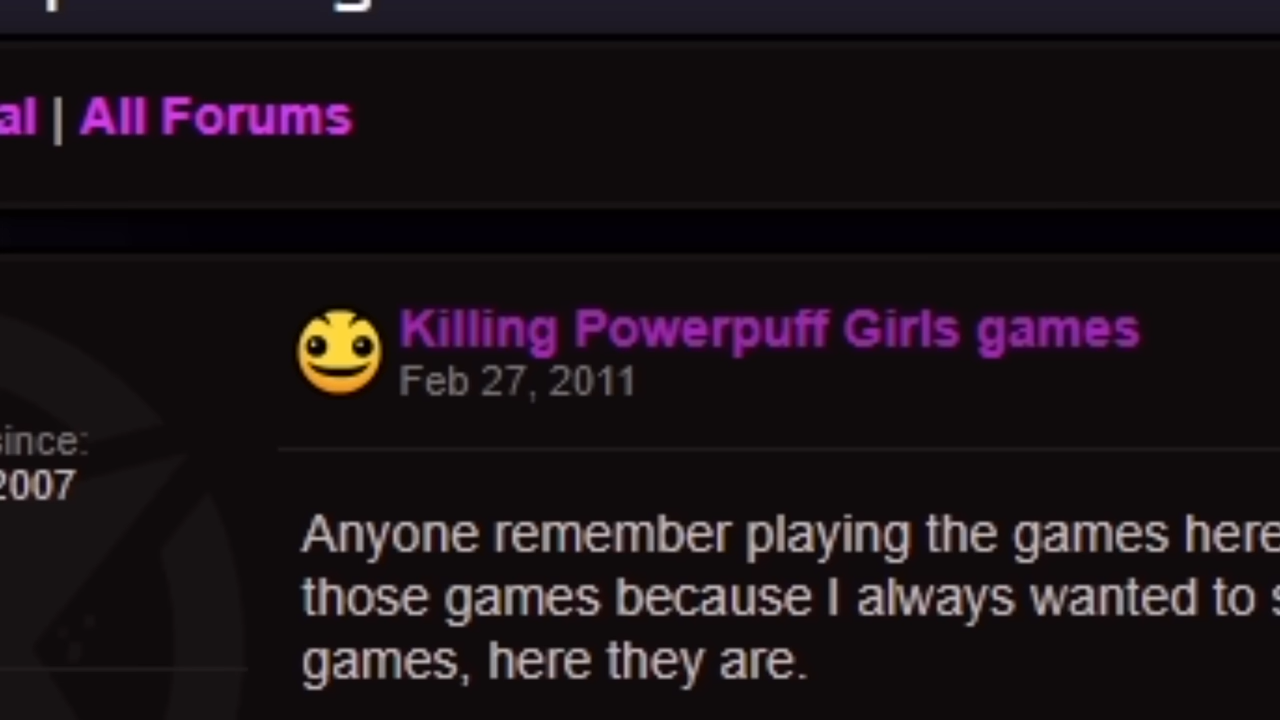 al | All Forums
Killing Powerpuff Girls games
Feb 27, 2011
since:
2007
Anyone remember playing the games here
those games because I always wanted to s
games, here they are.